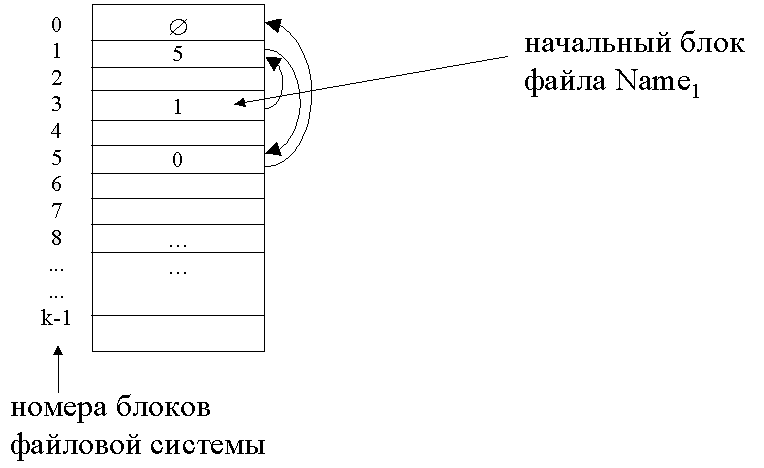 0 ∅
1 5
2
3 1
4
5 0
6
7
8 ...
... ...
...
k-1
начальный блок
файла Name₁
номера блоков
файловой системы